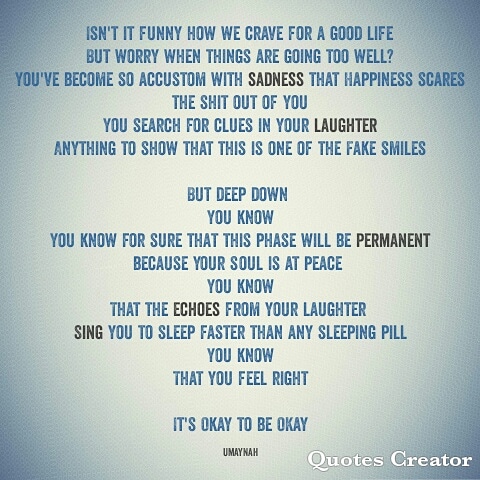 ISN'T IT FUNNY HOW WE CRAVE FOR A GOOD LIFE
BUT WORRY WHEN THINGS ARE GOING TOO WELL?
YOU'VE BECOME SO ACCUSTOM WITH SADNESS THAT HAPPINESS SCARES
THE SHIT OUT OF YOU
YOU SEARCH FOR CLUES IN YOUR LAUGHTER
ANYTHING TO SHOW THAT THIS IS ONE OF THE FAKE SMILES
BUT DEEP DOWN
YOU KNOW
YOU KNOW FOR SURE THAT THIS PHASE WILL BE PERMANENT
BECAUSE YOUR SOUL IS AT PEACE
YOU KNOW
THAT THE ECHOES FROM YOUR LAUGHTER
SING YOU TO SLEEP FASTER THAN ANY SLEEPING PILL
YOU KNOW
THAT YOU FEEL RIGHT
IT'S OKAY TO BE OKAY
UMAYNAH
Quotes Creator